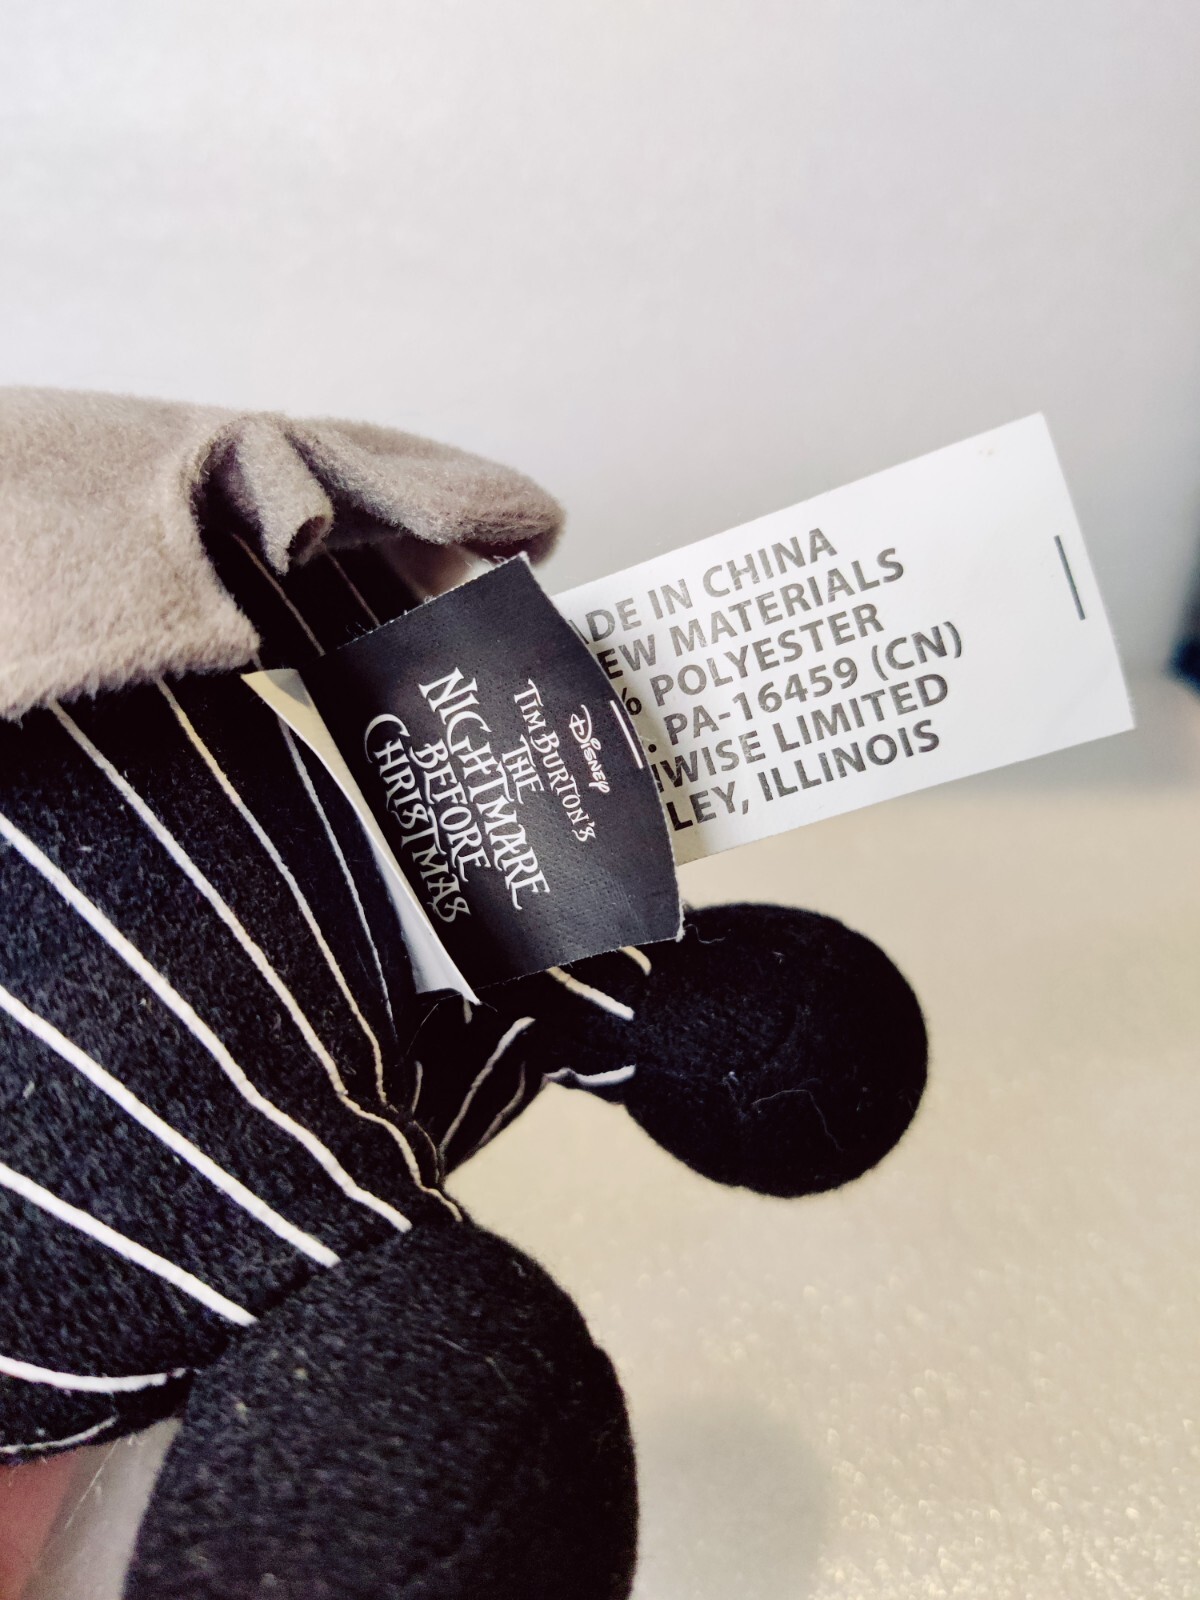 Disney
TIM BURTON'S
THE
NIGHTMARE
BEFORE
CHRISTMAS
ADE IN CHINA
EW MATERIALS
% POLYESTER
. PA-16459 (CN)
WISE LIMITED
LEY, ILLINOIS